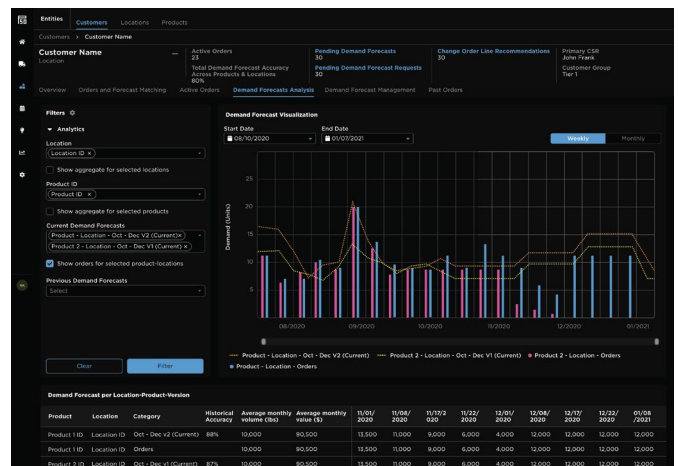 Entities
Customers Locations Products
Customers > Customer Name
Customer Name
Location
Active Orders
23
Total Demand Forecast Accuracy
Across Products & Locations
80%
Pending Demand Forecasts
30
Pending Demand Forecast Requests
30
Change Order Line Recommendations
30
Primary CSR
John Frank
Customer Group
Tier 1
Overview Orders and Forecast Matching Active Orders Demand Forecasts Analysis Demand Forecast Management Past Orders
Filters
Analytics
Location
Location ID ×
Show aggregate for selected locations
Product ID
Product ID ×
Show aggregate for selected products
Current Demand Forecasts
Product - Location - Oct - Dec V2 (Current)×
Product 2 - Location - Oct - Dec V1 (Current) ×
Show orders for selected product-locations
Previous Demand Forecasts
Select
Clear Filter
Demand Forecast Visualization
Start Date End Date
08/10/2020 01/07/2021
Weekly Monthly
Demand (Units)
25
20
15
10
5
08/2020 09/2020 10/2020 11/2020 12/2020 01/2021
Product - Location - Oct - Dec V2 (Current) Product 2 - Location - Oct - Dec V1 (Current) Product 2 - Location - Orders
Product - Location - Orders
Demand Forecast per Location-Product-Version
Product Location Category Historical Accuracy Average monthly volume (lbs) Average monthly value ($) 11/01/2020 11/08/2020 11/17/2020 11/22/2020 12/01/2020 12/08/2020 12/17/2020 12/22/2020 01/08/2021
Product 1 ID Location ID Oct - Dec v2 (Current) 88% 10,000 90,500 13,500 11,000 9,000 6,000 4,000 12,000 12,000 12,000 12,000
Product 1 ID Location ID Orders 10,000 90,500 13,500 11,000 9,000 6,000 4,000 12,000 12,000 12,000 12,000
Product 2 ID Location ID Oct - Dec v1 (Current) 87% 10,000 90,500 13,500 11,000 9,000 6,000 4,000 12,000 12,000 12,000 12,000